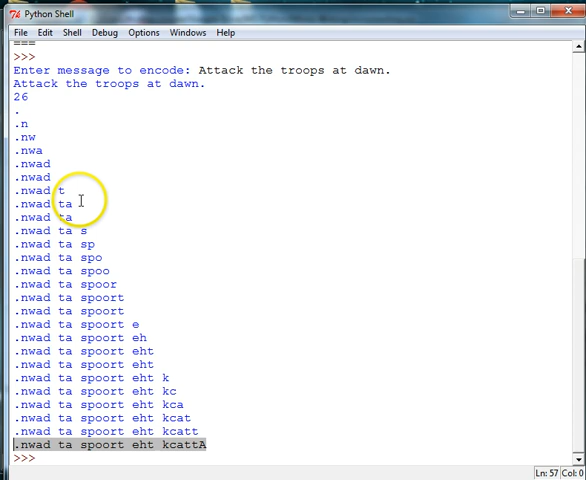 Python Shell
File Edit Shell Debug Options Windows Help
===
>>>
Enter message to encode: Attack the troops at dawn.
Attack the troops at dawn.
26
.
.n
.nw
.nwa
.nwad
.nwad
.nwad t
.nwad ta
.nwad ta
.nwad ta s
.nwad ta sp
.nwad ta spo
.nwad ta spoo
.nwad ta spoor
.nwad ta spoort
.nwad ta spoort
.nwad ta spoort e
.nwad ta spoort eh
.nwad ta spoort eht
.nwad ta spoort eht
.nwad ta spoort eht k
.nwad ta spoort eht kc
.nwad ta spoort eht kca
.nwad ta spoort eht kcat
.nwad ta spoort eht kcatt
.nwad ta spoort eht kcattA
>>>
Ln: 57 Col: 0